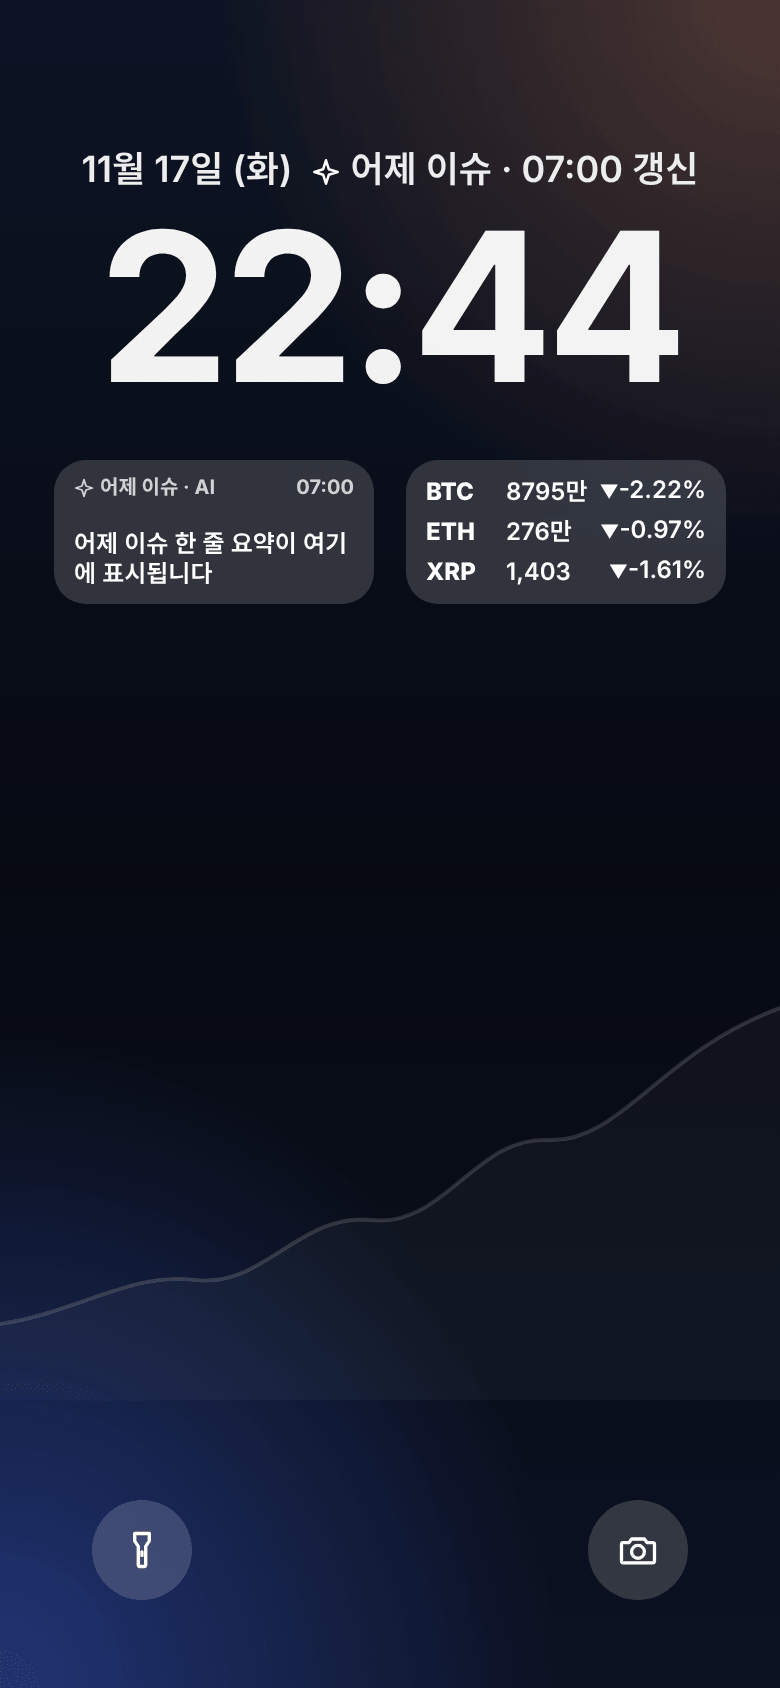 11월 17일 (화) 어제 이슈 · 07:00 갱신
22:44
어제 이슈 · AI 07:00
어제 이슈 한 줄 요약이 여기
에 표시됩니다
BTC 8795만 ▼-2.22%
ETH 276만 ▼-0.97%
XRP 1,403 ▼-1.61%